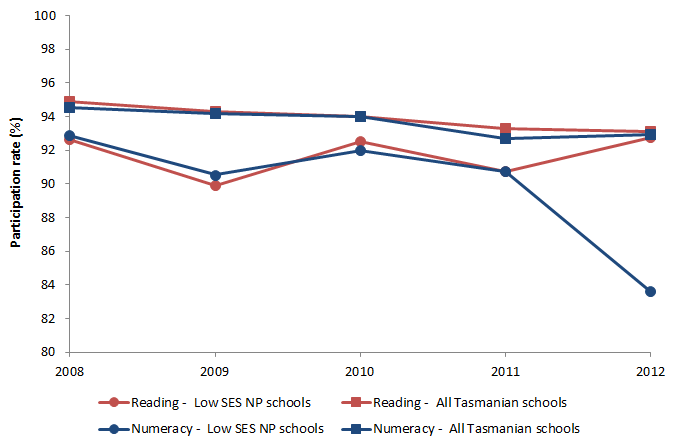 100
98
96
94
92
90
88
86
84
82
80
Participation rate (%)
2008 2009 2010 2011 2012
Reading - Low SES NP schools Reading - All Tasmanian schools
Numeracy - Low SES NP schools Numeracy - All Tasmanian schools